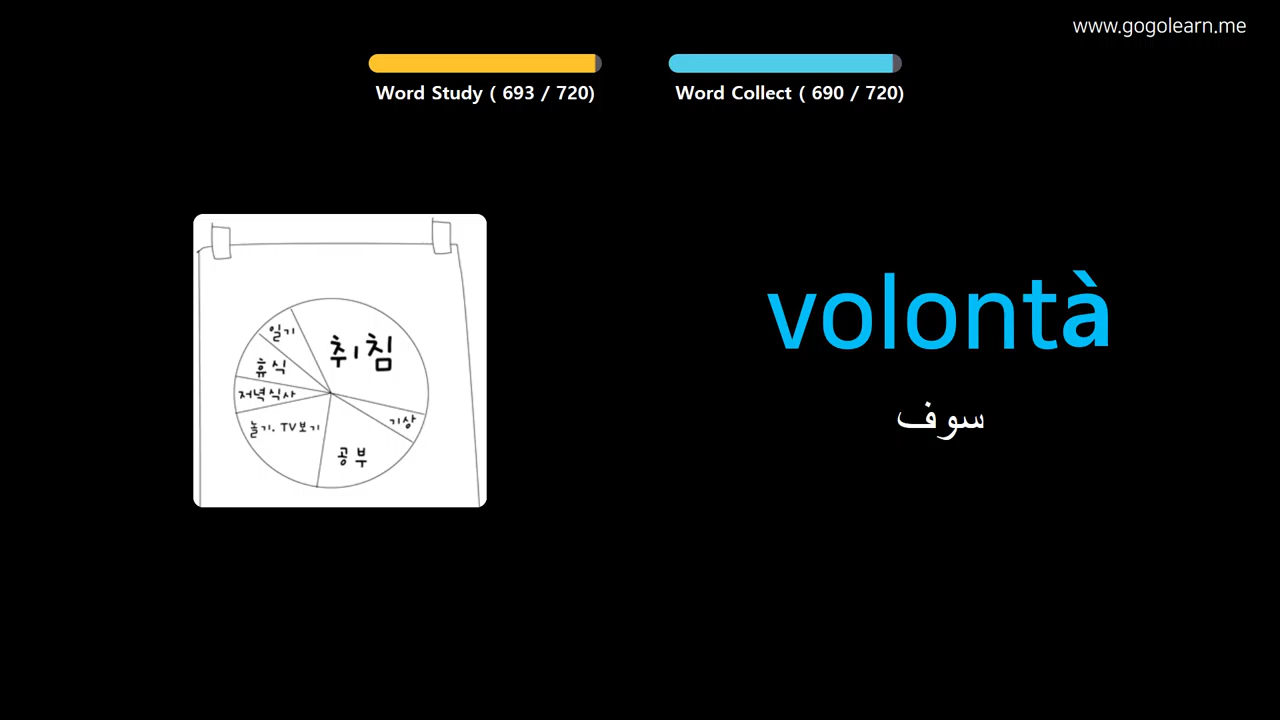 www.gogolearn.me
Word Study ( 693 / 720)
Word Collect ( 690 / 720)
일기
취침
휴식
저녁식사
놀기. TV보기
기상
공부
volontà
سوف